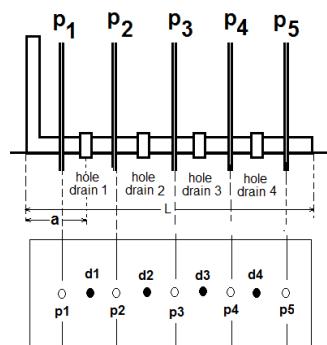 p1 p2 p3 p4 p5
hole drain 1 hole drain 2 hole drain 3 hole drain 4
L
a
d1 d2 d3 d4
p1 p2 p3 p4 p5